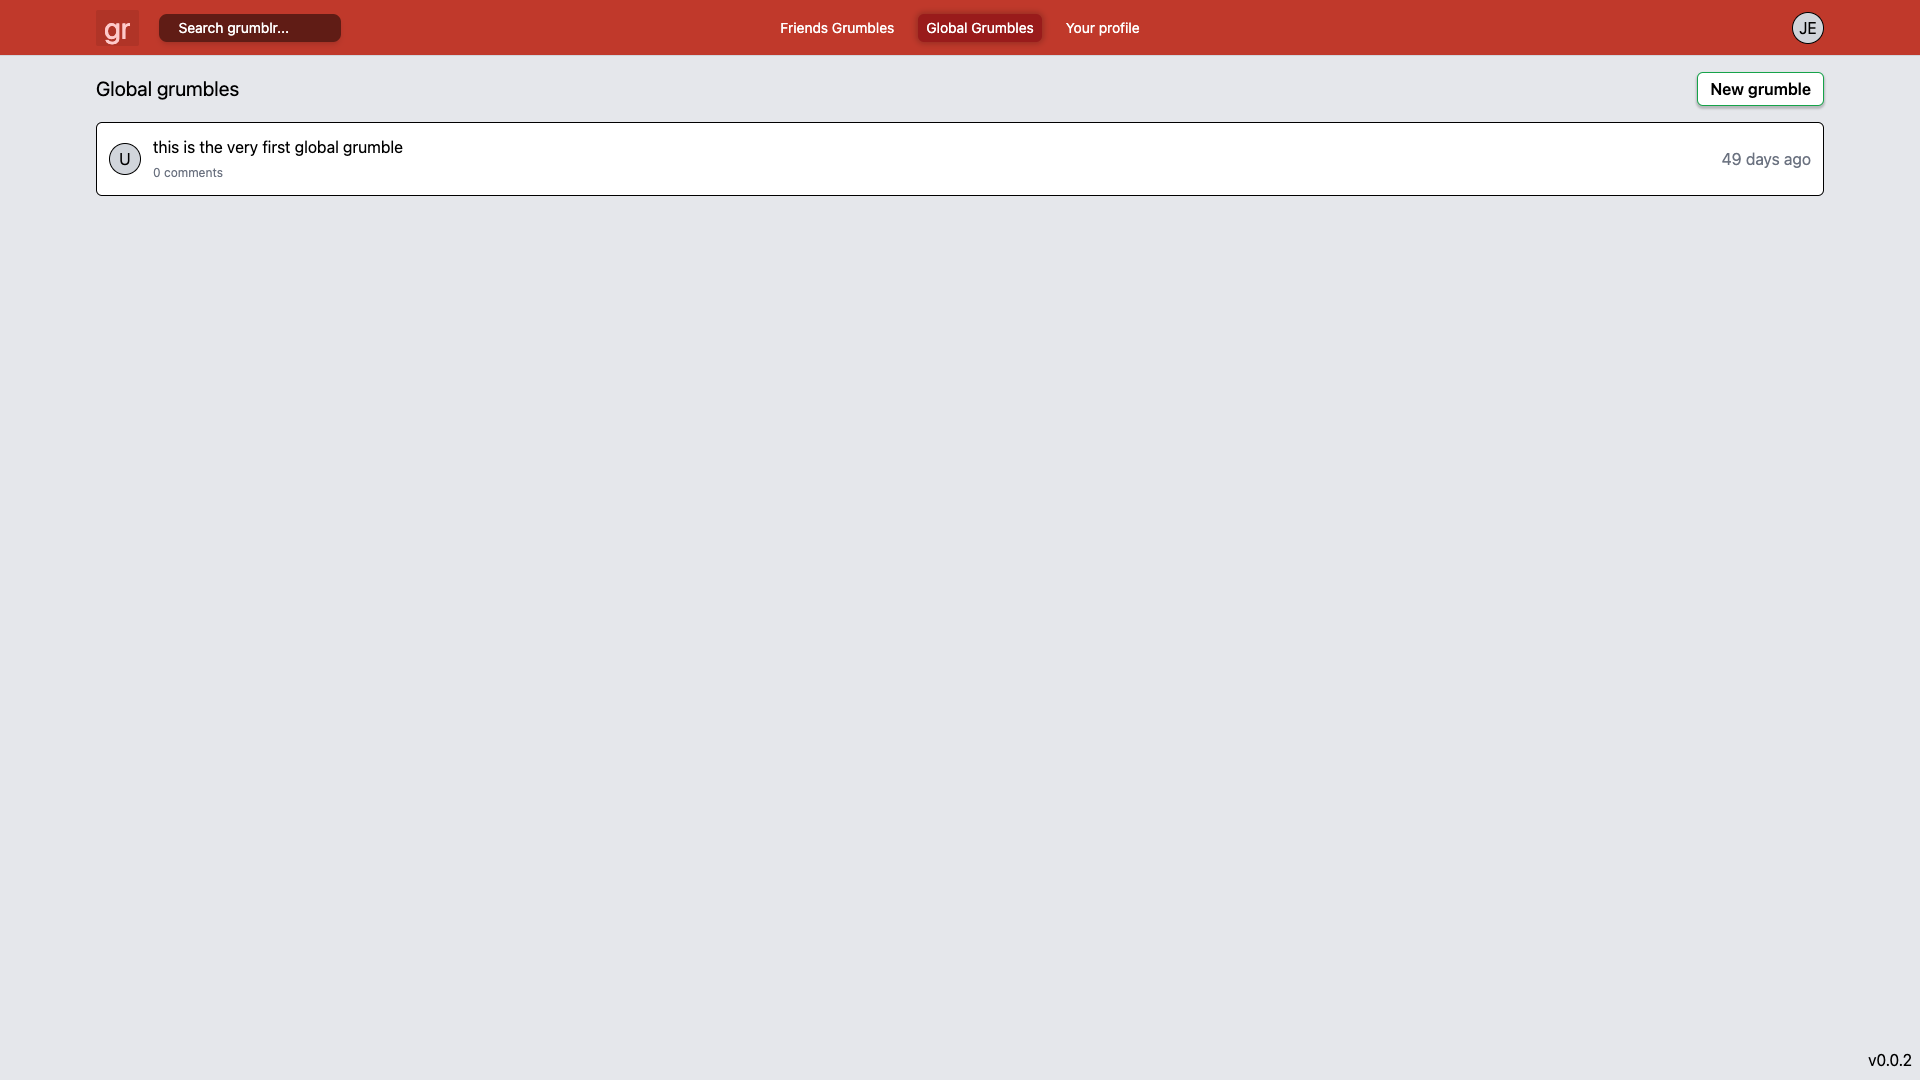 gr
Search grumblr...
Friends Grumbles
Global Grumbles
Your profile
JE
Global grumbles
New grumble
U
this is the very first global grumble
0 comments
49 days ago
v0.0.2